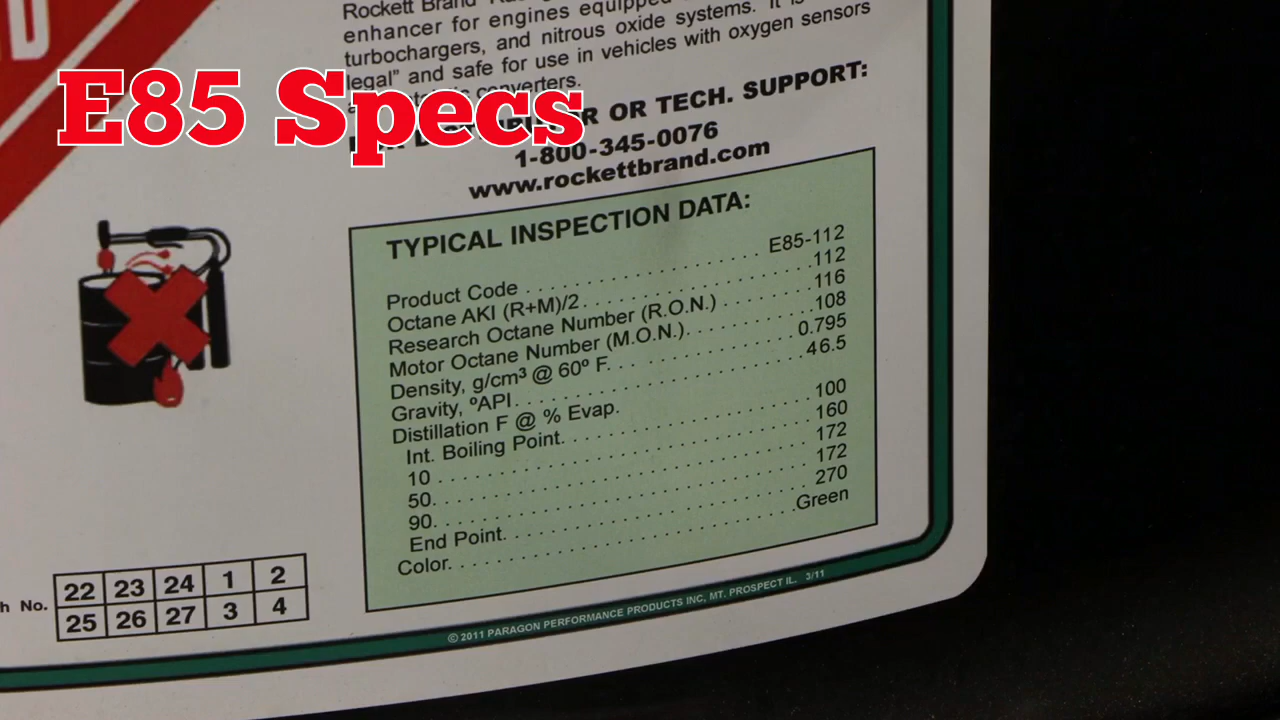 Rockett Brand
enhancer for engines equipped
turbochargers, and nitrous oxide systems. It is
legal" and safe for use in vehicles with oxygen sensors
converters.
E85 Specs
OR TECH. SUPPORT:
1-800-345-0076
www.rockettbrand.com
TYPICAL INSPECTION DATA:
Product Code . . . . . . . . . . . . . . . . . . . . E85-112
Octane AKI (R+M)/2. . . . . . . . . . . . . . . . . . . . .112
Research Octane Number (R.O.N.) . . . . . . . . 116
Motor Octane Number (M.O.N.). . . . . . . . . . . .108
Density, g/cm³ @ 60º F. . . . . . . . . . . . . . . . 0.795
Gravity, ºAPI. . . . . . . . . . . . . . . . . . . . . . . . 46.5
Distillation F @ % Evap.
Int. Boiling Point. . . . . . . . . . . . . . . . . . . . 100
10 . . . . . . . . . . . . . . . . . . . . . . . . . . . . . 160
50. . . . . . . . . . . . . . . . . . . . . . . . . . . . . . 172
90. . . . . . . . . . . . . . . . . . . . . . . . . . . . . . 172
End Point. . . . . . . . . . . . . . . . . . . . . . . . . 270
Color. . . . . . . . . . . . . . . . . . . . . . . . . . .Green
h No.
22 23 24 1 2
25 26 27 3 4
© 2011 PARAGON PERFORMANCE PRODUCTS INC, MT. PROSPECT IL. 3/11